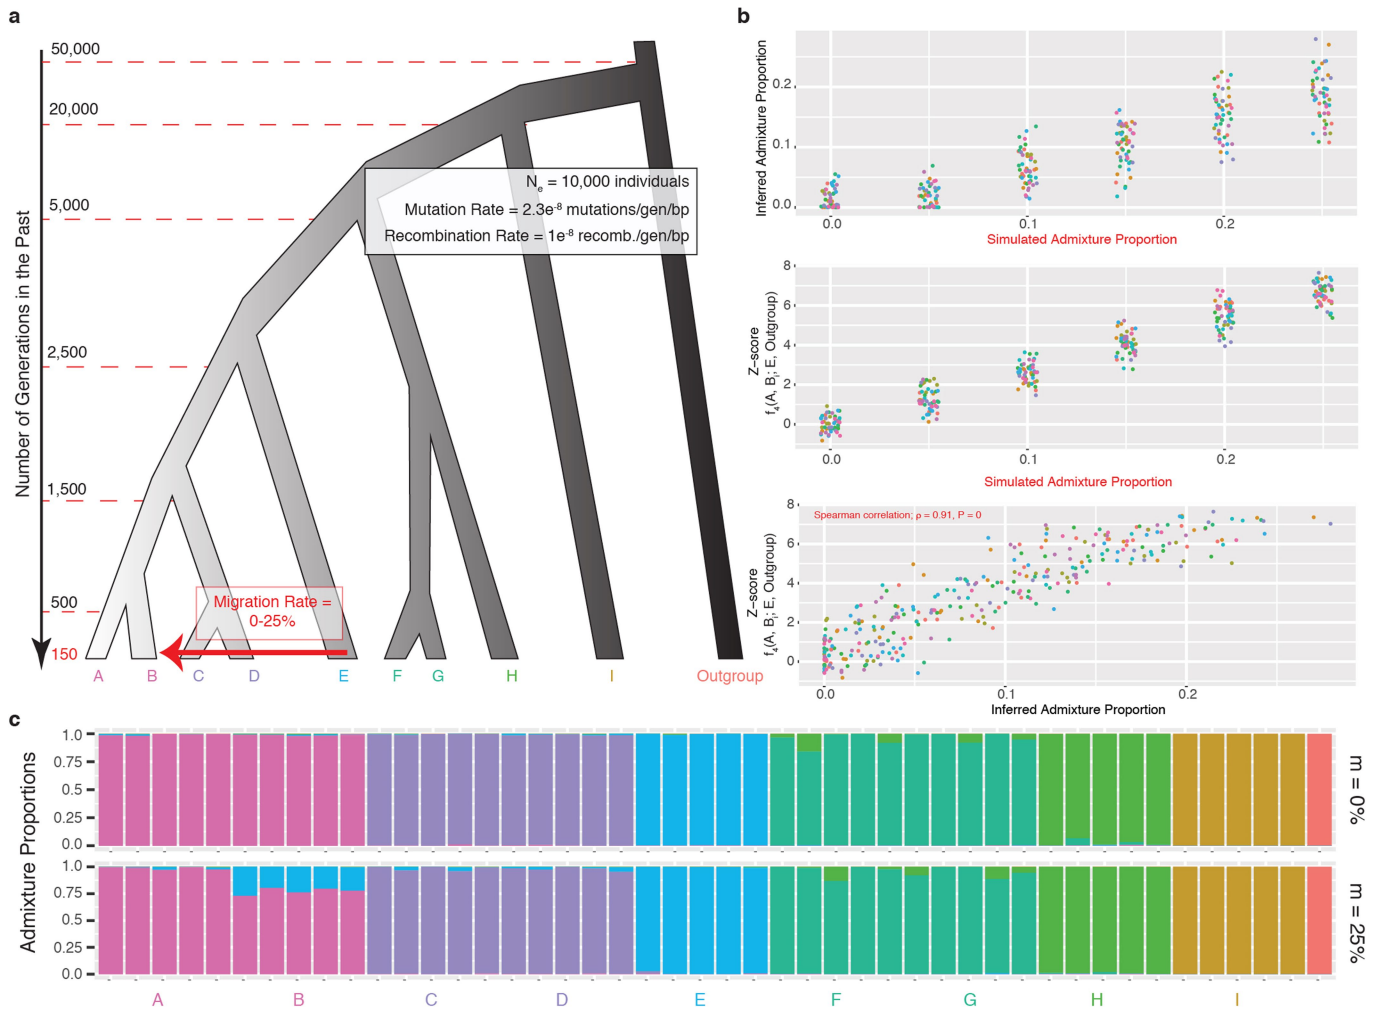 a
50,000
20,000
5,000
2,500
1,500
500
150
Number of Generations in the Past
Ne = 10,000 individuals
Mutation Rate = 2.3e-8 mutations/gen/bp
Recombination Rate = 1e-8 recomb./gen/bp
Migration Rate =
0-25%
A B C D E F G H I Outgroup
b
Inferred Admixture Proportion
0.2
0.1
0.0
0.0 0.1 0.2
Simulated Admixture Proportion
Z–score
f4(A, Bi; E, Outgroup)
8
6
4
2
0
0.0 0.1 0.2
Simulated Admixture Proportion
Z–score
f4(A, Bi; E, Outgroup)
8
6
4
2
0
Spearman correlation; ρ = 0.91, P = 0
0.0 0.1 0.2
Inferred Admixture Proportion
c
Admixture Proportions
1.0
0.75
0.5
0.25
0.0
m = 0%
1.0
0.75
0.5
0.25
0.0
m = 25%
A B C D E F G H I